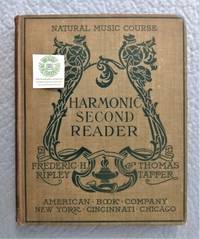 NATURAL MUSIC COURSE
HARMONIC
SECOND
READER
FREDERIC H.
RIPLEY
THOMAS
TAPPER
AMERICAN · BOOK · COMPANY
NEW YORK · CINCINNATI · CHICAGO